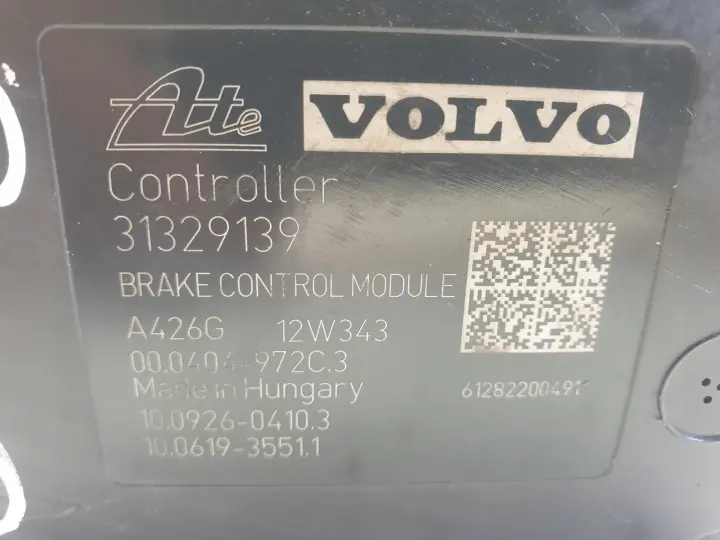 Ate VOLVO
Controller
31329139
BRAKE CONTROL MODULE
A426G 12W343
00.0404-972C.3
Made in Hungary
10.0926-0410.3
10.0619-3551.1